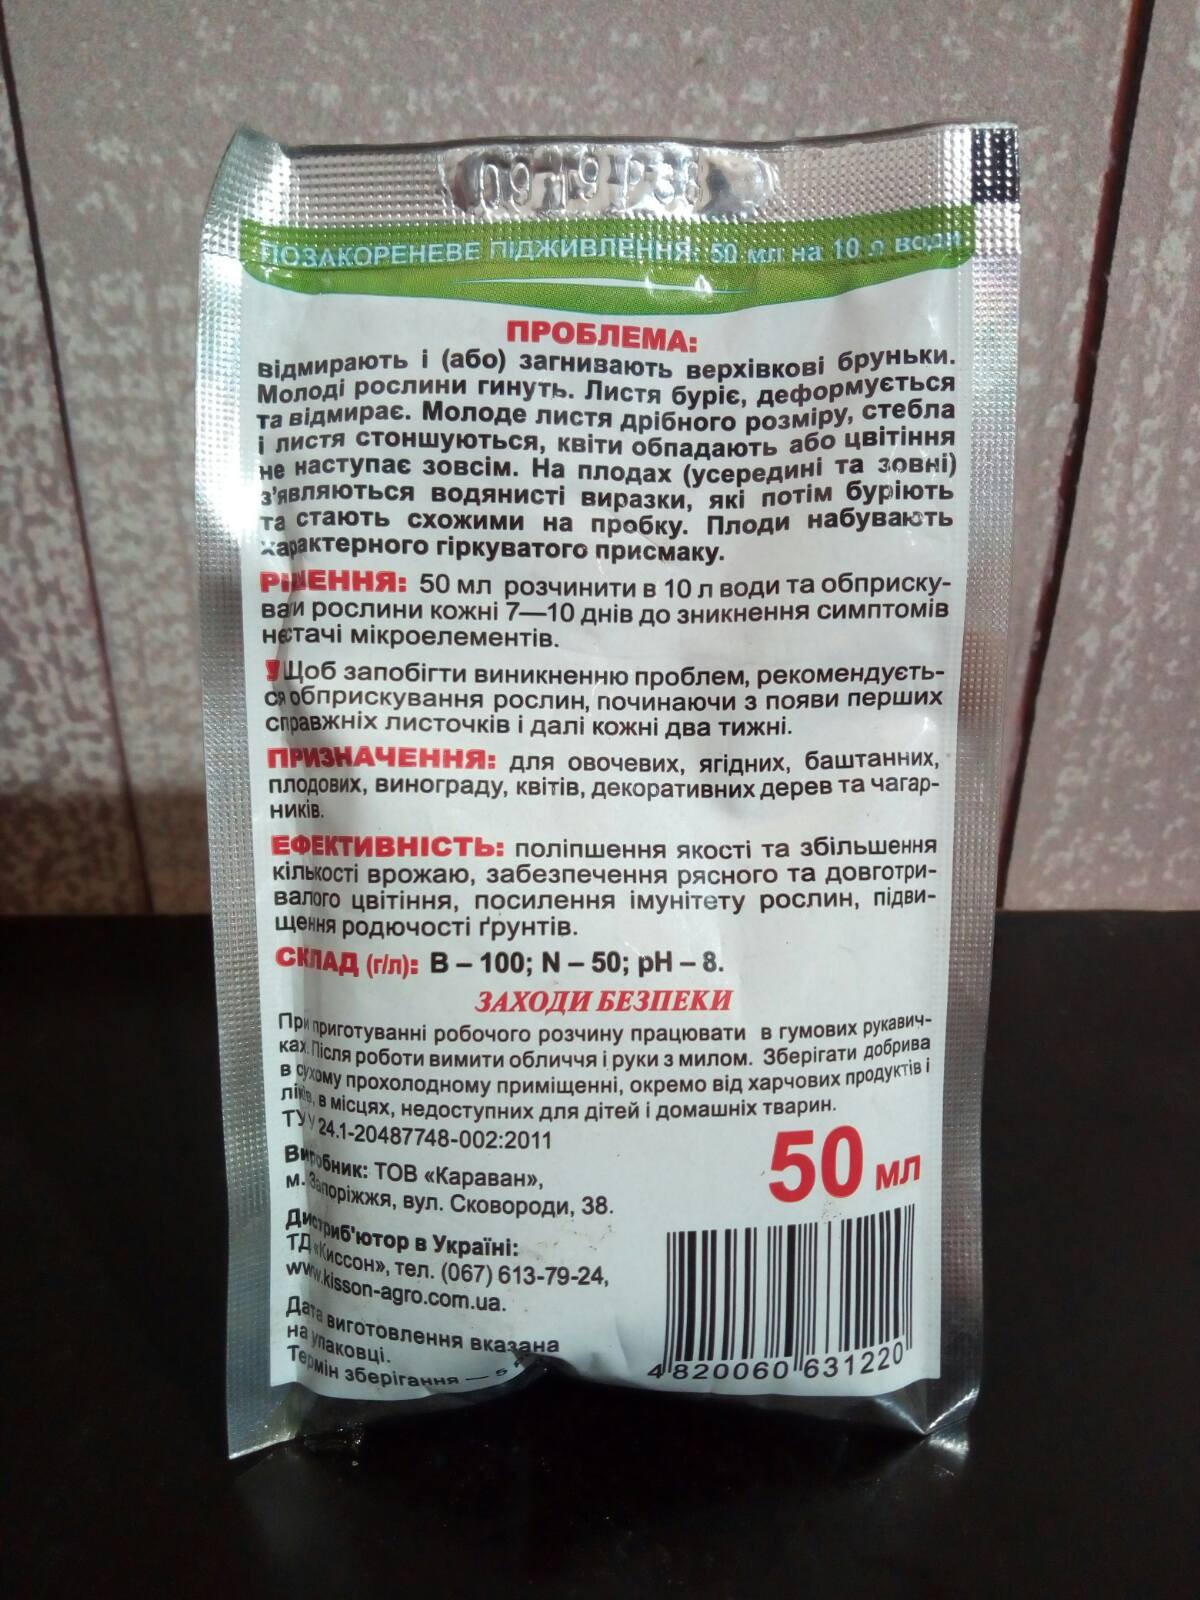 09 19 Р38
ПОЗАКОРЕНЕВЕ ПІДЖИВЛЕННЯ: 50 мл на 10 л води
ПРОБЛЕМА:
відмирають і (або) загнивають верхівкові бруньки.
Молоді рослини гинуть. Листя буріє, деформується
та відмирає. Молоде листя дрібного розміру, стебла
і листя стоншуються, квіти обпадають або цвітіння
не наступає зовсім. На плодах (усередині та зовні)
з'являються водянисті виразки, які потім буріють
та стають схожими на пробку. Плоди набувають
характерного гіркуватого присмаку.
РІШЕННЯ: 50 мл розчинити в 10 л води та обприску-
вати рослини кожні 7—10 днів до зникнення симптомів
нестачі мікроелементів.
! Щоб запобігти виникненню проблем, рекомендуєть-
ся обприскування рослин, починаючи з появи перших
справжніх листочків і далі кожні два тижні.
ПРИЗНАЧЕННЯ: для овочевих, ягідних, баштанних,
плодових, винограду, квітів, декоративних дерев та чагар-
ників.
ЕФЕКТИВНІСТЬ: поліпшення якості та збільшення
кількості врожаю, забезпечення рясного та довготри-
валого цвітіння, посилення імунітету рослин, підви-
щення родючості ґрунтів.
СКЛАД (г/л): B – 100; N – 50; pH – 8.
ЗАХОДИ БЕЗПЕКИ
При приготуванні робочого розчину працювати в гумових рукавич-
ках. Після роботи вимити обличчя і руки з милом. Зберігати добрива
в сухому прохолодному приміщенні, окремо від харчових продуктів і
ліків, в місцях, недоступних для дітей і домашніх тварин.
ТУ У 24.1-20487748-002:2011
Виробник: ТОВ «Караван»,
м. Запоріжжя, вул. Сковороди, 38.
Дистриб'ютор в Україні:
ТД «Киссон», тел. (067) 613-79-24,
www.kisson-agro.com.ua.
Дата виготовлення вказана
на упаковці.
Термін зберігання — 5
50 мл
4 820060 631220